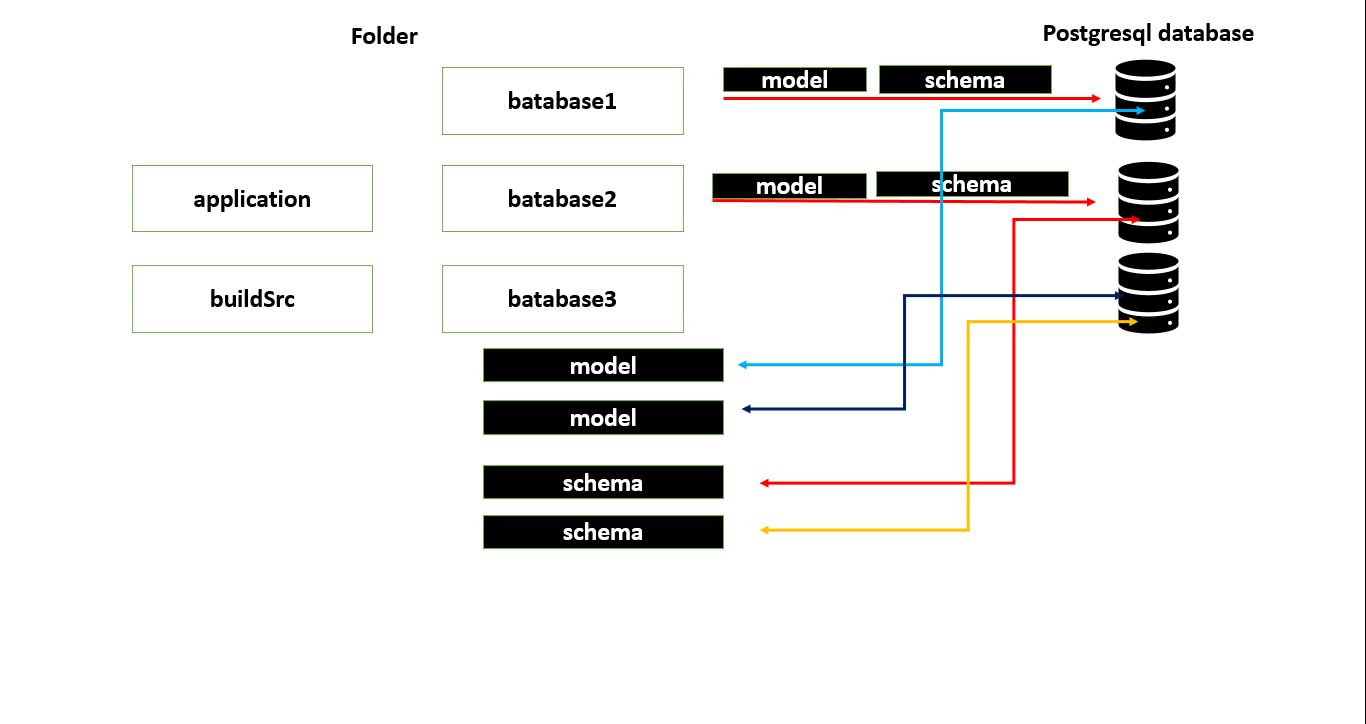 Folder
Postgresql database
batabase1
model
schema
application
batabase2
model
schema
buildSrc
batabase3
model
model
schema
schema